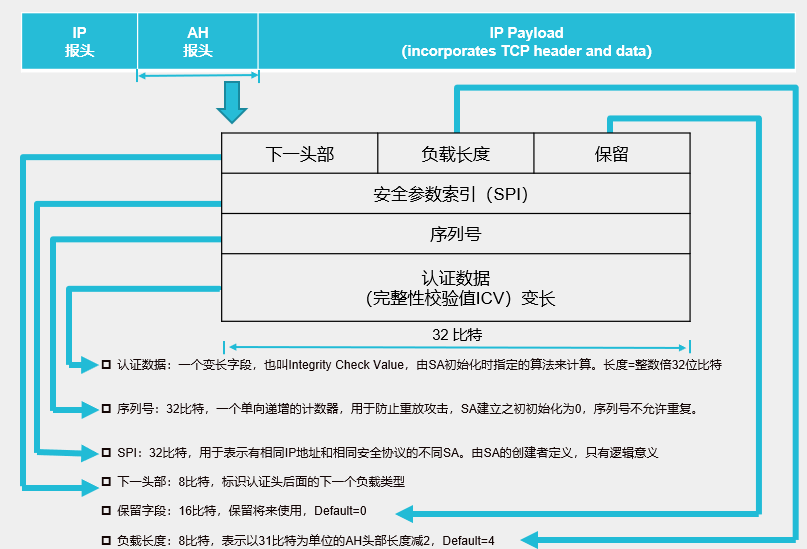 IP
报头
AH
报头
IP Payload
(incorporates TCP header and data)
下一头部
负载长度
保留
安全参数索引（SPI）
序列号
认证数据
（完整性校验值ICV）变长
32 比特
认证数据：一个变长字段，也叫Integrity Check Value，由SA初始化时指定的算法来计算。长度=整数倍32位比特
序列号：32比特，一个单向递增的计数器，用于防止重放攻击，SA建立之初初始化为0，序列号不允许重复。
SPI：32比特，用于表示有相同IP地址和相同安全协议的不同SA。由SA的创建者定义，只有逻辑意义
下一头部：8比特，标识认证头后面的下一个负载类型
保留字段：16比特，保留将来使用，Default=0
负载长度：8比特，表示以31比特为单位的AH头部长度减2，Default=4